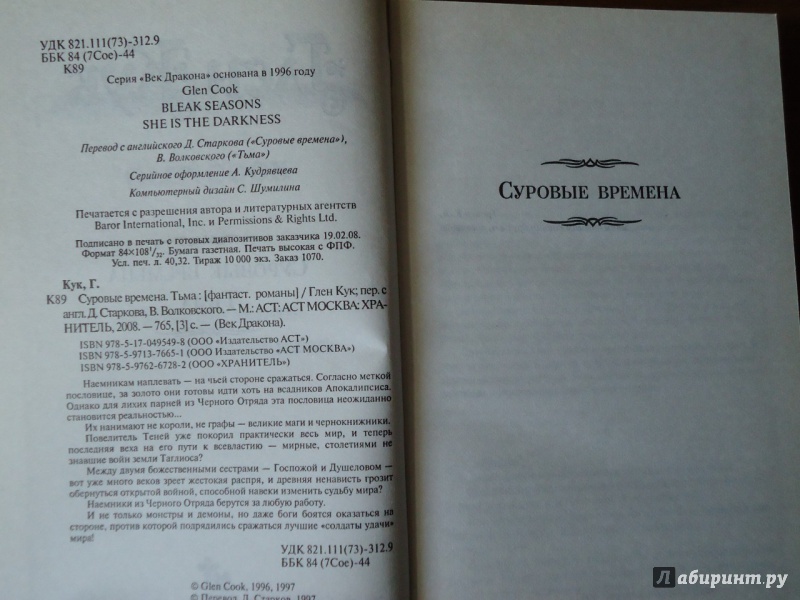 УДК 821.111(73)-312.9
ББК 84 (7Сое)-44
К89
Серия «Век Дракона» основана в 1996 году
Glen Cook
BLEAK SEASONS
SHE IS THE DARKNESS
Перевод с английского Д. Старкова («Суровые времена»),
В. Волковского («Тьма»)
Серийное оформление А. Кудрявцева
Компьютерный дизайн С. Шумилина
Печатается с разрешения автора и литературных агентств
Baror International, Inc. и Permissions & Rights Ltd.
Подписано в печать с готовых диапозитивов заказчика 19.02.08.
Формат 84×108 1/32. Бумага газетная. Печать высокая с ФПФ.
Усл. печ. л. 40,32. Тираж 10 000 экз. Заказ 1070.
Кук, Г.
К89 Суровые времена. Тьма : [фантаст. романы] / Глен Кук; пер. с
англ. Д. Старкова, В. Волковского. — М.: АСТ: АСТ МОСКВА: ХРА-
НИТЕЛЬ, 2008. — 765, [3] с. — (Век Дракона).
ISBN 978-5-17-049549-8 (ООО «Издательство АСТ»)
ISBN 978-5-9713-7665-1 (ООО Издательство «АСТ МОСКВА»)
ISBN 978-5-9762-6728-2 (ООО «ХРАНИТЕЛЬ»)
Наемникам наплевать — на чьей стороне сражаться. Согласно меткой
пословице, за золото они готовы идти хоть на всадников Апокалипсиса.
Однако для лихих парней из Черного Отряда эта пословица неожиданно
становится реальностью...
Их нанимают не короли, не графы — великие маги и чернокнижники.
Повелитель Теней уже покорил практически весь мир, и теперь
последняя веха на его пути к всевластию — мирные, столетиями не
знавшие войн земли Таглиоса?
Между двумя божественными сестрами — Госпожой и Душеловом —
вот уже много веков зреет жестокая распря, и древняя ненависть грозит
обернуться открытой войной, способной навеки изменить судьбу мира?
Наемники из Черного Отряда берутся за любую работу.
И не только монстры и демоны, но даже боги боятся оказаться на
стороне, против которой подрядились сражаться лучшие «солдаты удачи»
мира!
УДК 821.111(73)-312.9
ББК 84 (7Сое)-44
© Glen Cook, 1996, 1997
© Перевод. Д. Старков, 1997
СУРОВЫЕ ВРЕМЕНА
Лабиринт.ру